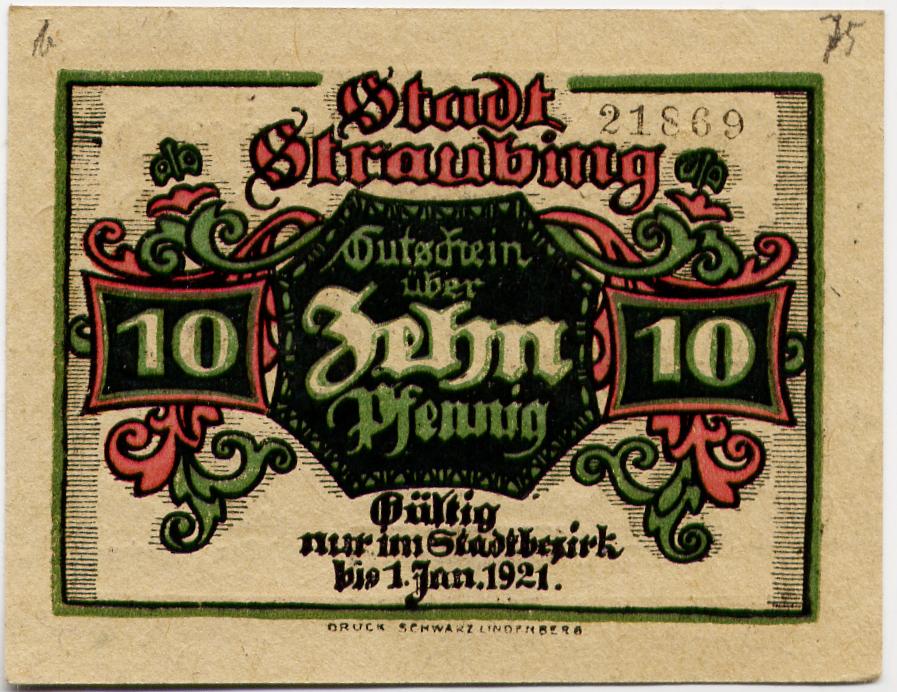 Stadt
Straubing
21869
Gutschein
über
Zehn
Pfennig
10
10
Gültig
nur im Stadtbezirk
bis 1. Jan. 1921.
DRUCK SCHWARZ LINDENBERG
75